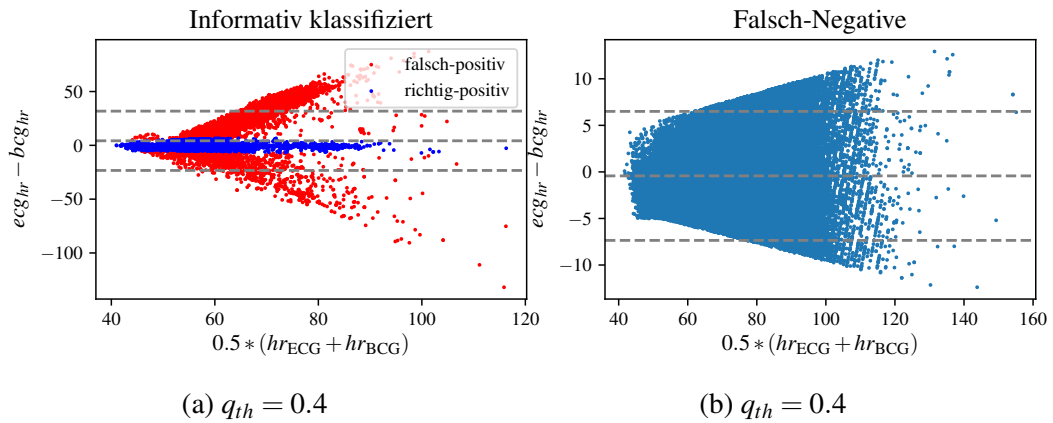 Informativ klassifiziert
falsch-positiv
richtig-positiv
50
0
−50
−100
ecg_hr − bcg_hr
40
60
80
100
120
0.5 ∗ (hr_ECG + hr_BCG)
(a) q_th = 0.4
Falsch-Negative
10
5
0
−5
−10
ecg_hr − bcg_hr
40
60
80
100
120
140
160
0.5 ∗ (hr_ECG + hr_BCG)
(b) q_th = 0.4